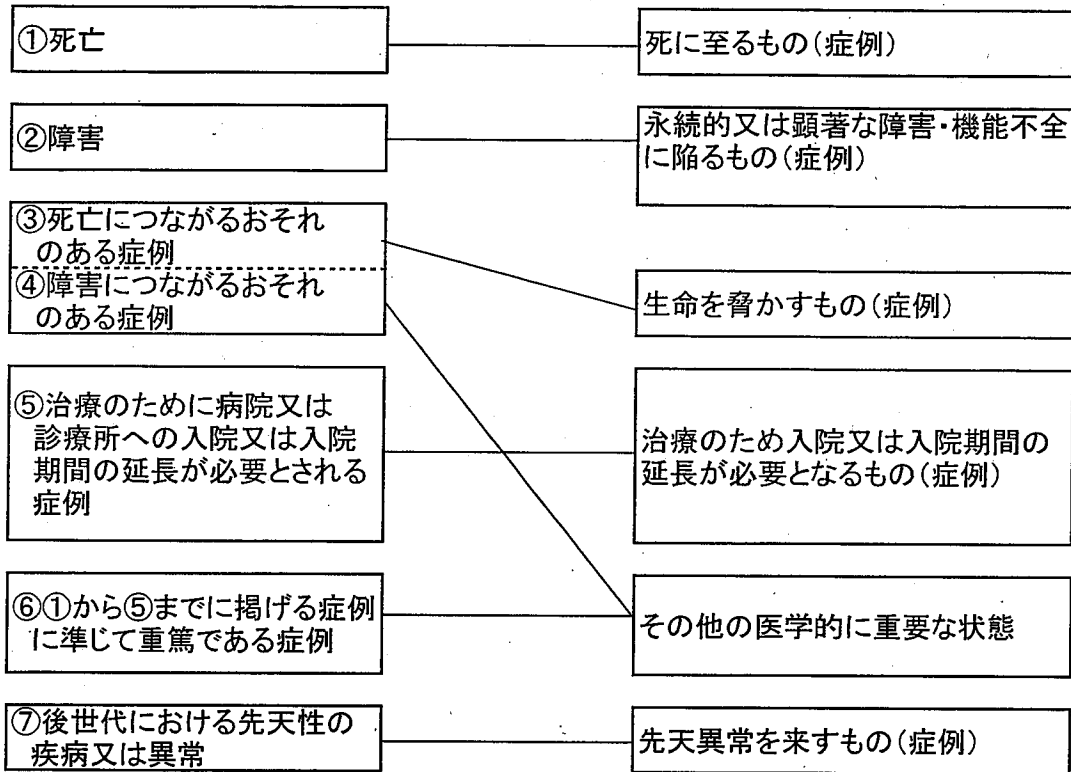 ①死亡
死に至るもの(症例)
②障害
永続的又は顕著な障害・機能不全
に陥るもの(症例)
③死亡につながるおそれ
のある症例
④障害につながるおそれ
のある症例
生命を脅かすもの(症例)
⑤治療のために病院又は
診療所への入院又は入院
期間の延長が必要とされる
症例
治療のため入院又は入院期間の
延長が必要となるもの(症例)
⑥①から⑤までに掲げる症例
に準じて重篤である症例
その他の医学的に重要な状態
⑦後世代における先天性の
疾病又は異常
先天異常を来すもの(症例)